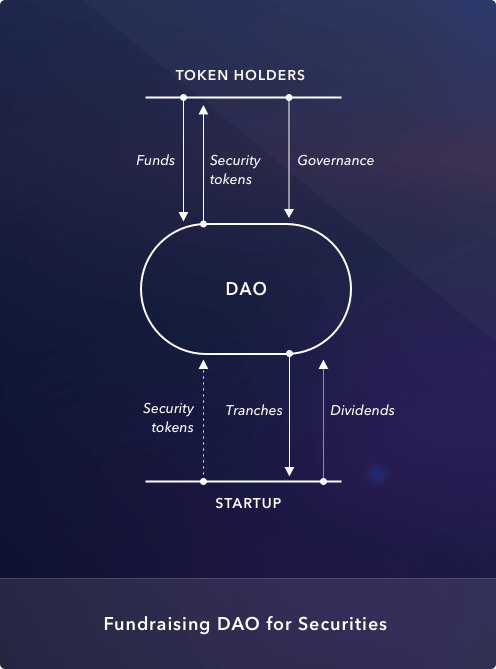 TOKEN HOLDERS
Funds
Security
tokens
Governance
DAO
Security
tokens
Tranches
Dividends
STARTUP
Fundraising DAO for Securities